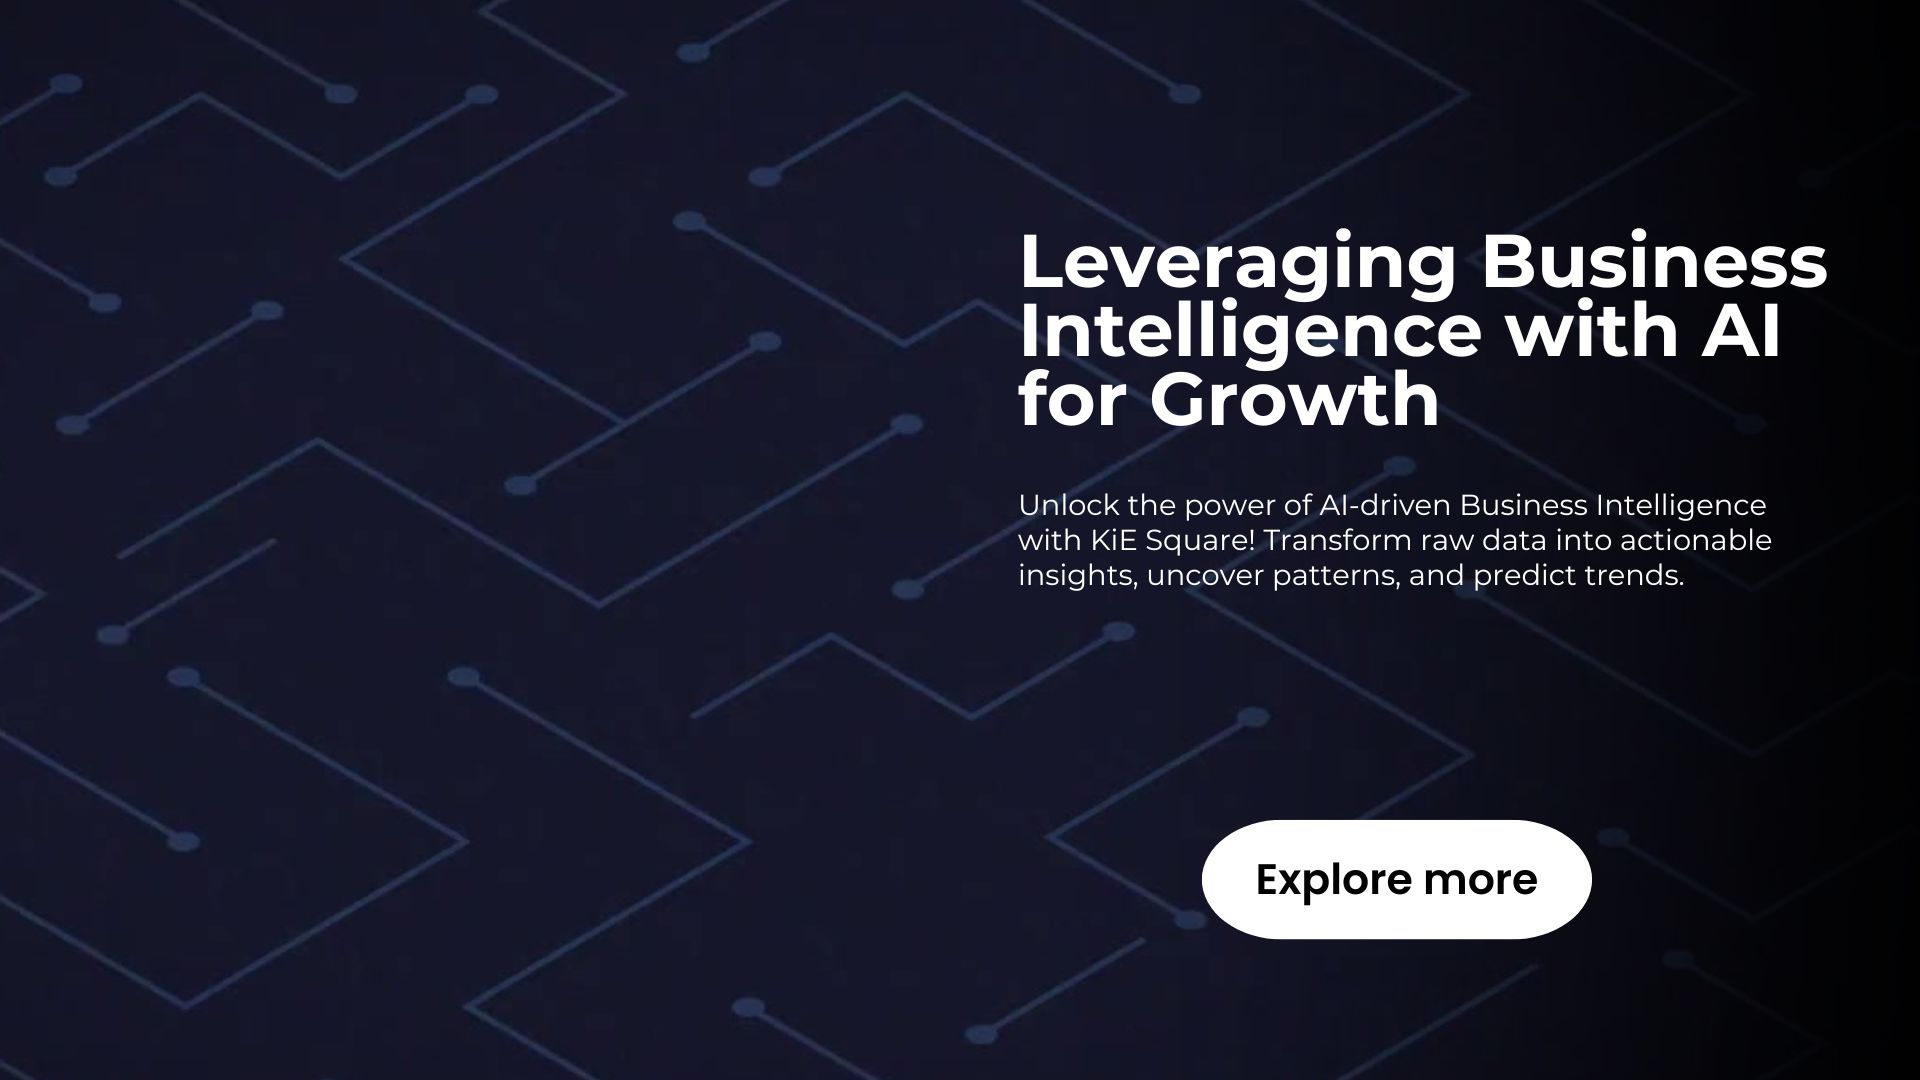 Leveraging Business
Intelligence with AI
for Growth
Unlock the power of AI-driven Business Intelligence
with KiE Square! Transform raw data into actionable
insights, uncover patterns, and predict trends.
Explore more